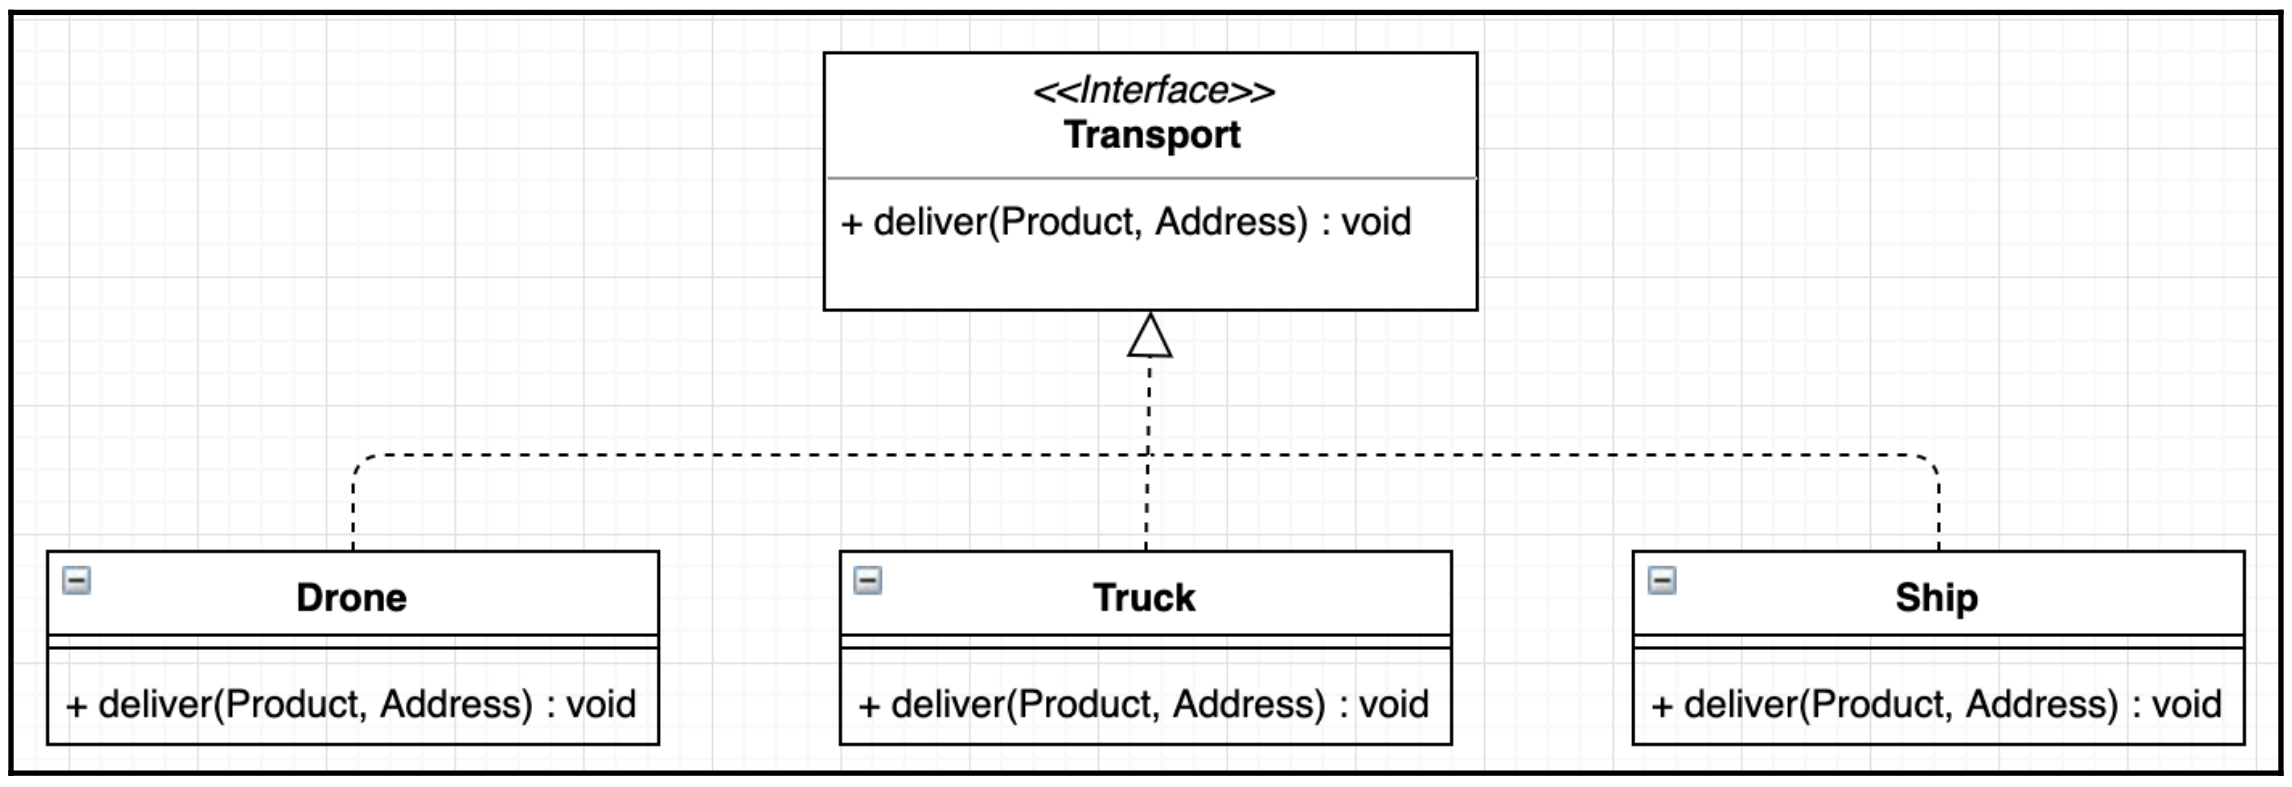 <<Interface>>
Transport
+ deliver(Product, Address) : void
Drone
+ deliver(Product, Address) : void
Truck
+ deliver(Product, Address) : void
Ship
+ deliver(Product, Address) : void